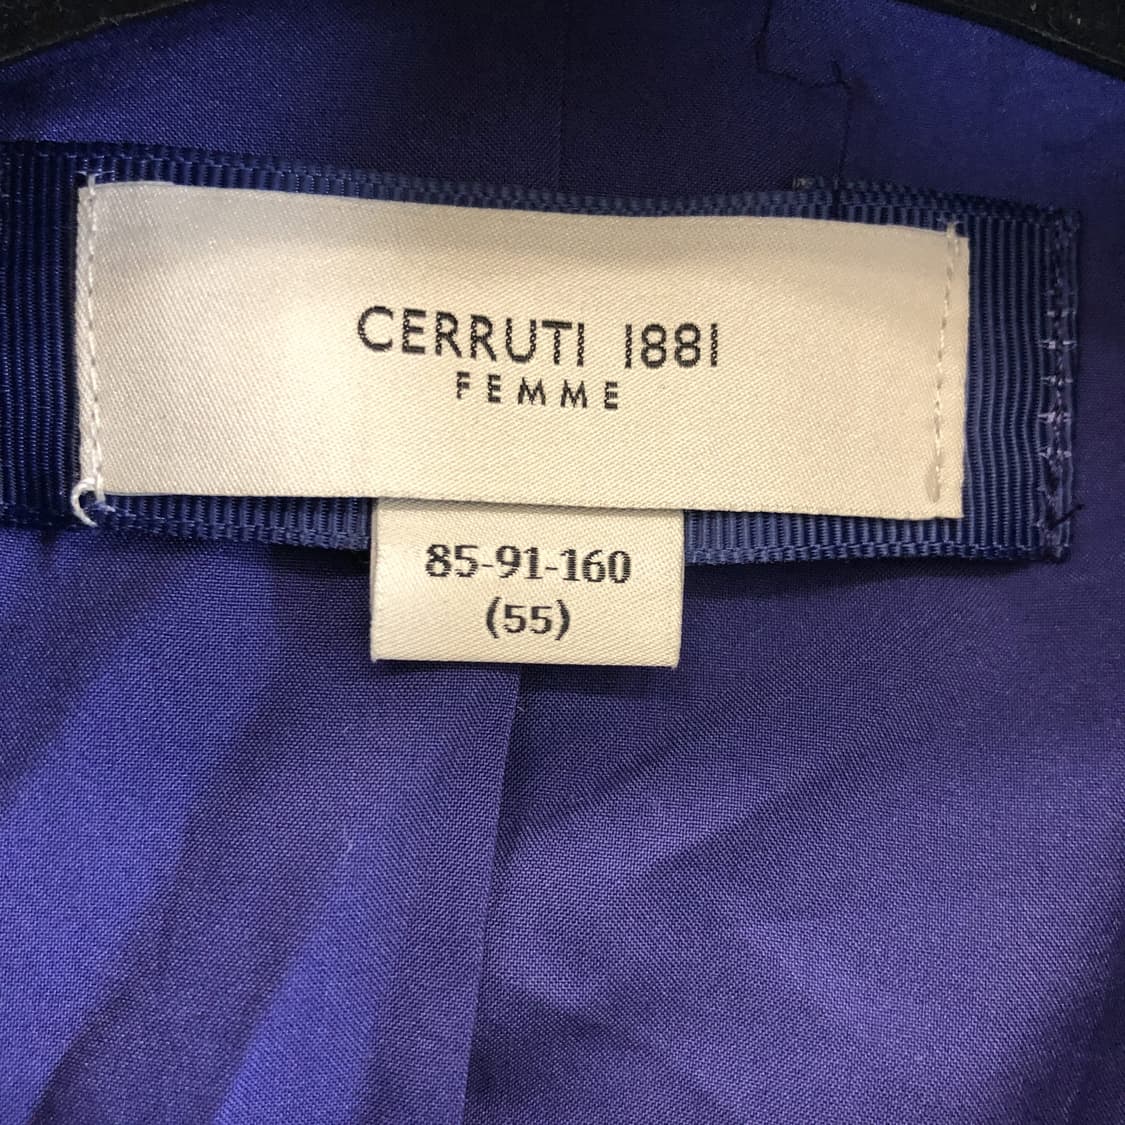 CERRUTI 1881
FEMME
85-91-160
(55)